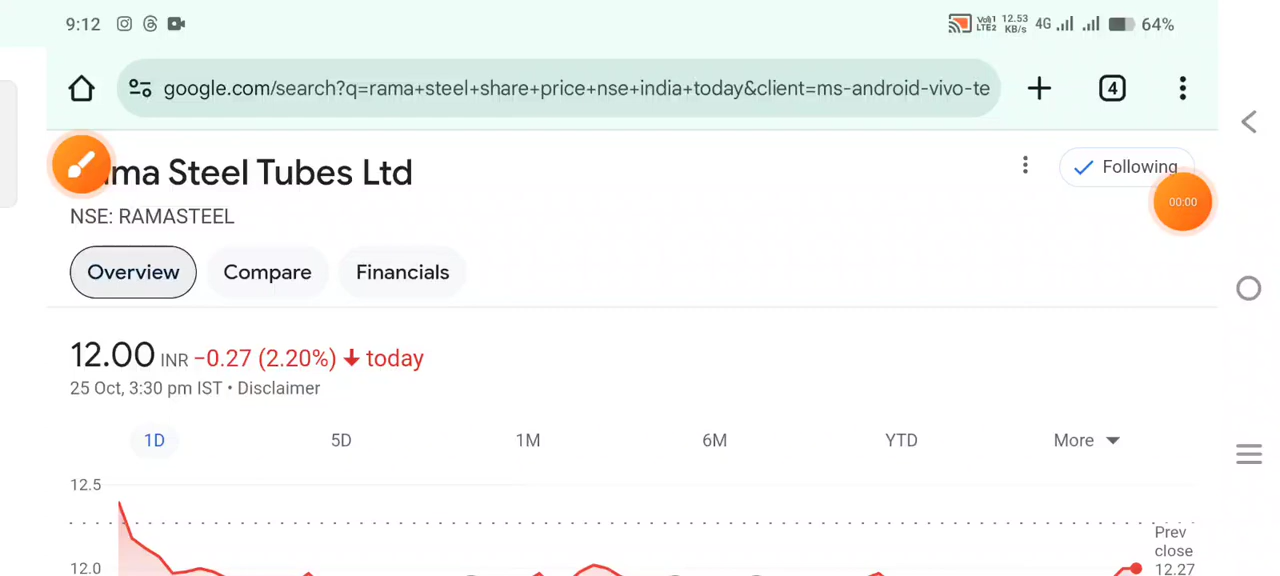 9:12
Vo)) 1 LTE2 12.53 KB/s 4G 64%
google.com/search?q=rama+steel+share+price+nse+india+today&client=ms-android-vivo-te
4
ma Steel Tubes Ltd
Following
00:00
NSE: RAMASTEEL
Overview Compare Financials
12.00 INR −0.27 (2.20%) today
25 Oct, 3:30 pm IST • Disclaimer
1D 5D 1M 6M YTD More
12.5
Prev
close
12.27
12.0